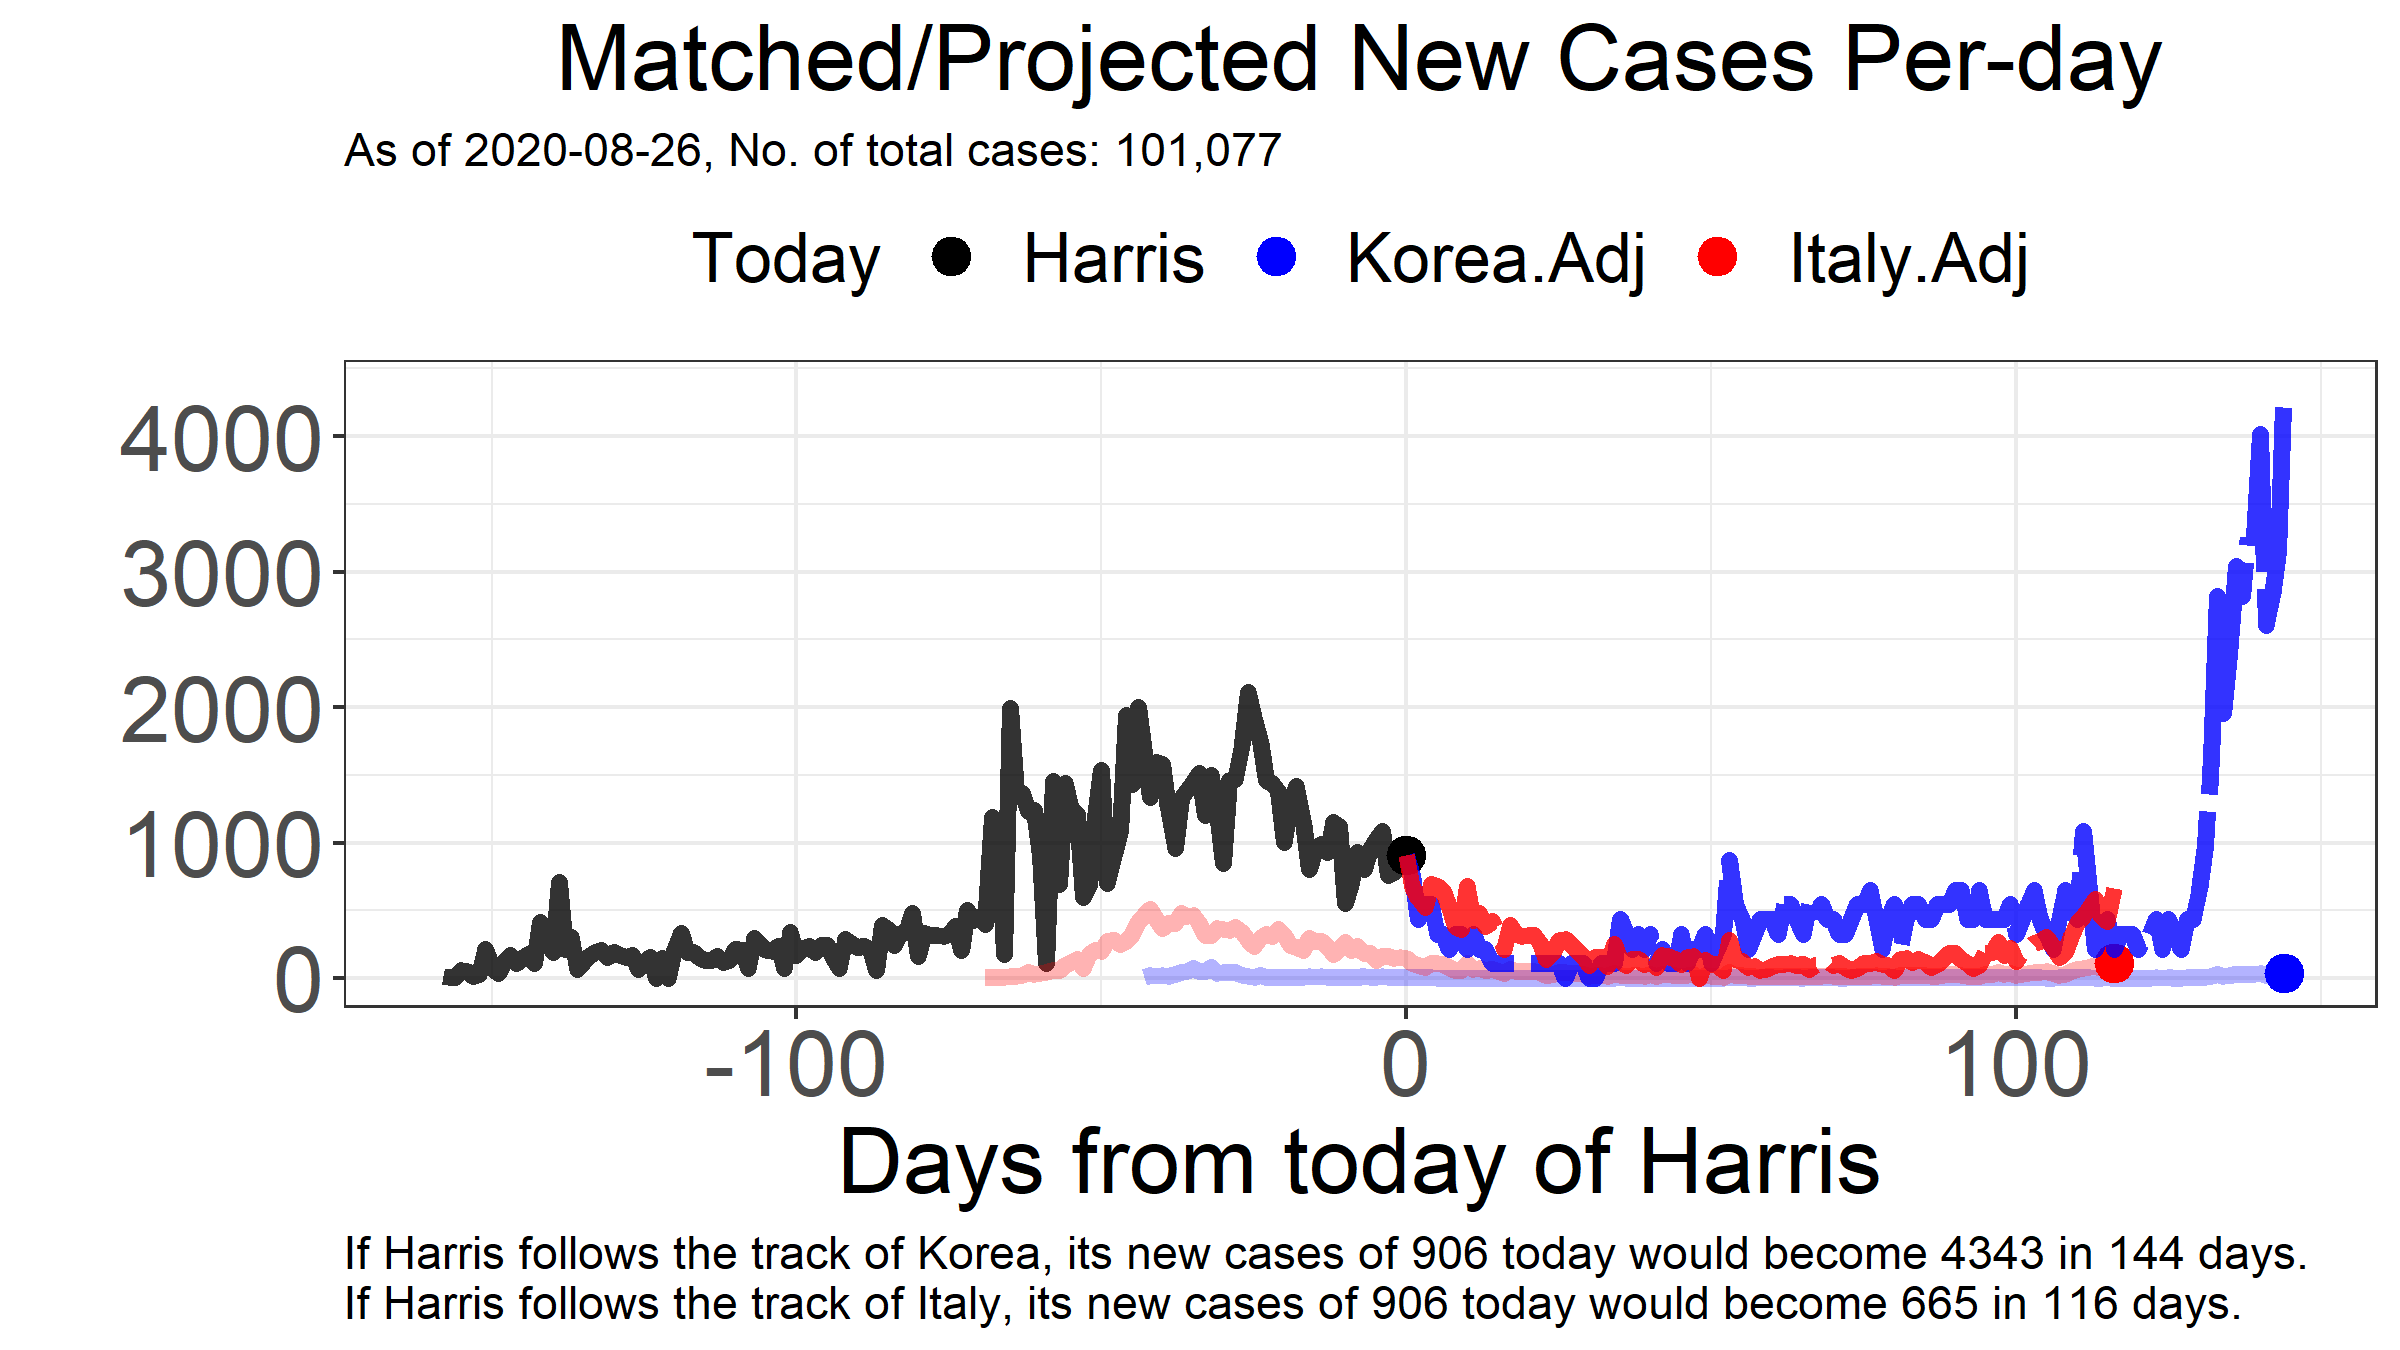 Matched/Projected New Cases Per-day
As of 2020-08-26, No. of total cases: 101,077
Today Harris Korea.Adj Italy.Adj
4000
3000
2000
1000
0
-100 0 100
Days from today of Harris
If Harris follows the track of Korea, its new cases of 906 today would become 4343 in 144 days.
If Harris follows the track of Italy, its new cases of 906 today would become 665 in 116 days.